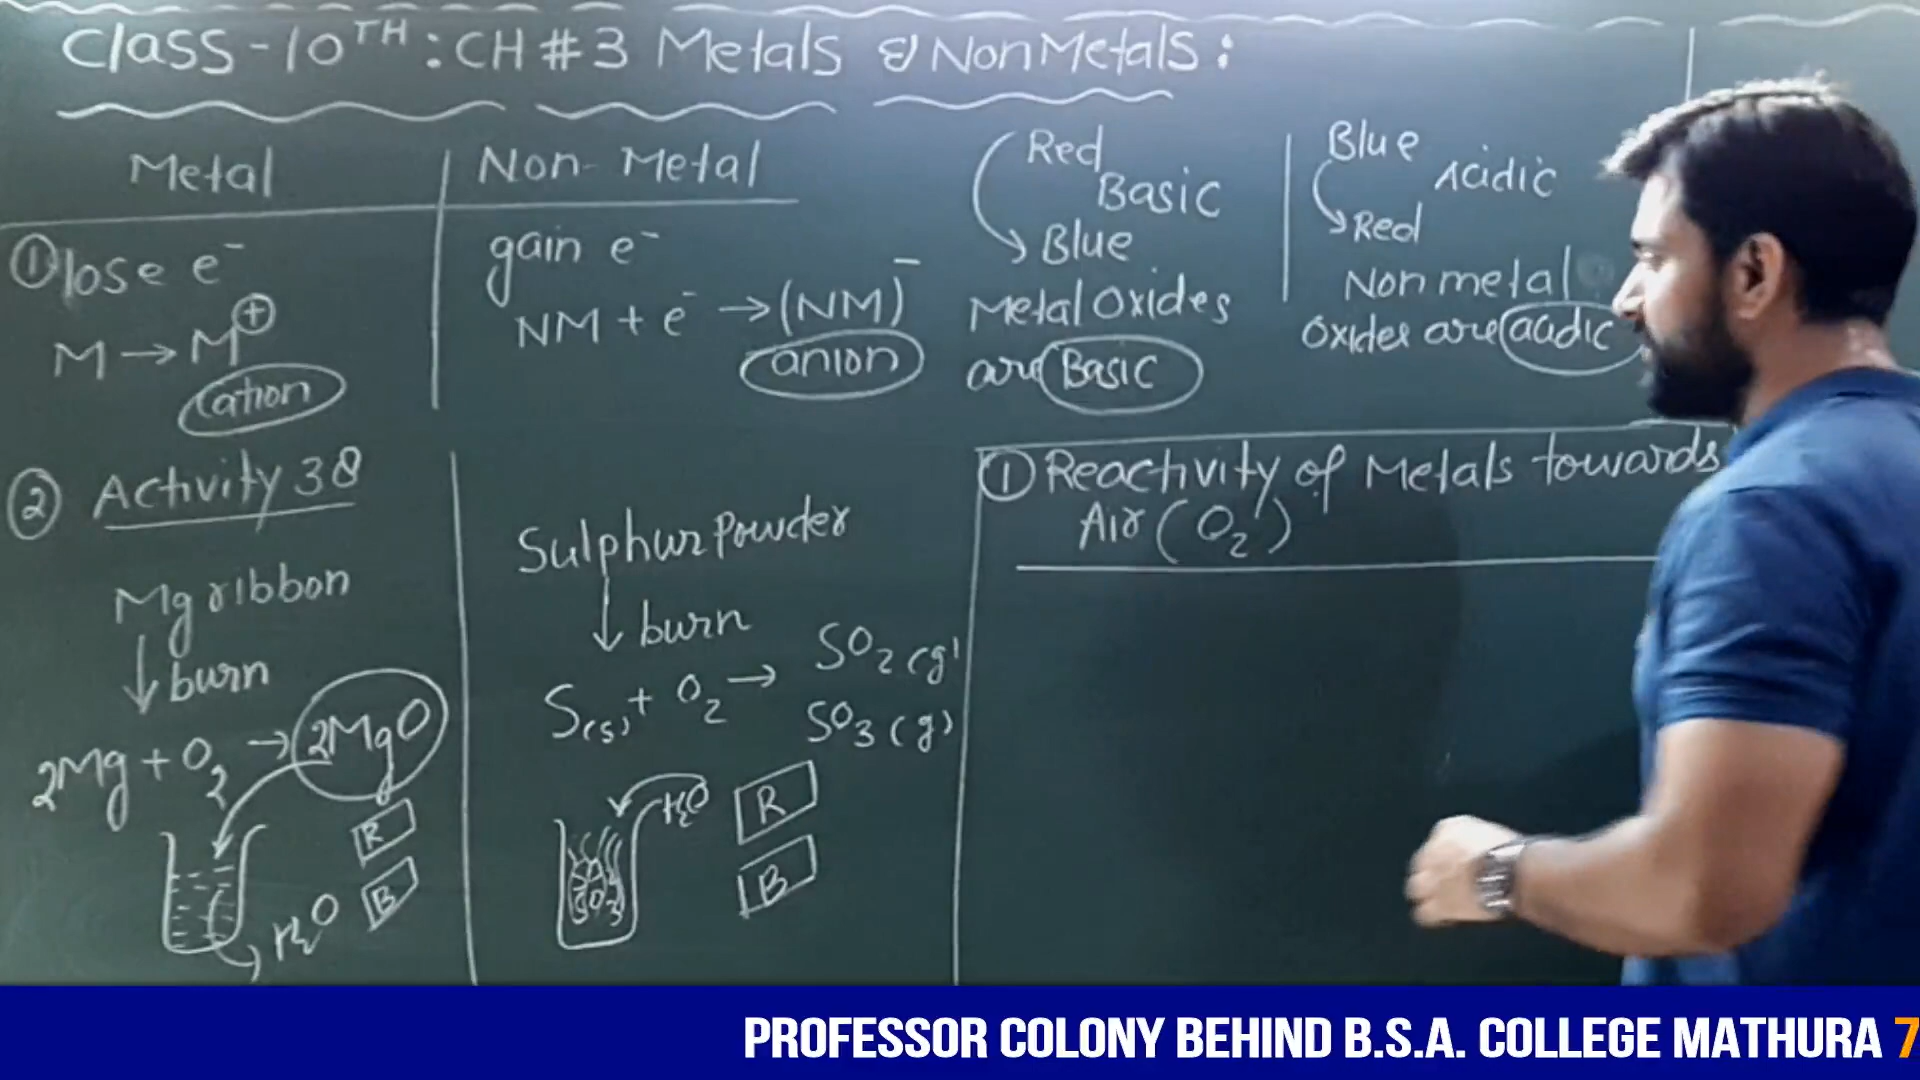 Class-10TH: CH#3 Metals & NonMetals:
Metal
Non-Metal
① lose e⁻
M → M⊕
Cation
gain e⁻
NM + e⁻ → (NM)⁻
anion
Red
Basic
Blue
Metal Oxides
are Basic
Blue
Acidic
Red
Non metal
Oxides are acidic
② Activity 3.8
Mg ribbon
↓ burn
2Mg + O₂ → 2MgO
R
B
H₂O
Sulphur Powder
↓ burn
S(s) + O₂ → SO₂(g)
SO₃(g)
H₂O
R
B
SO₃
① Reactivity of Metals towards
Air (O₂)
PROFESSOR COLONY BEHIND B.S.A. COLLEGE MATHURA 7